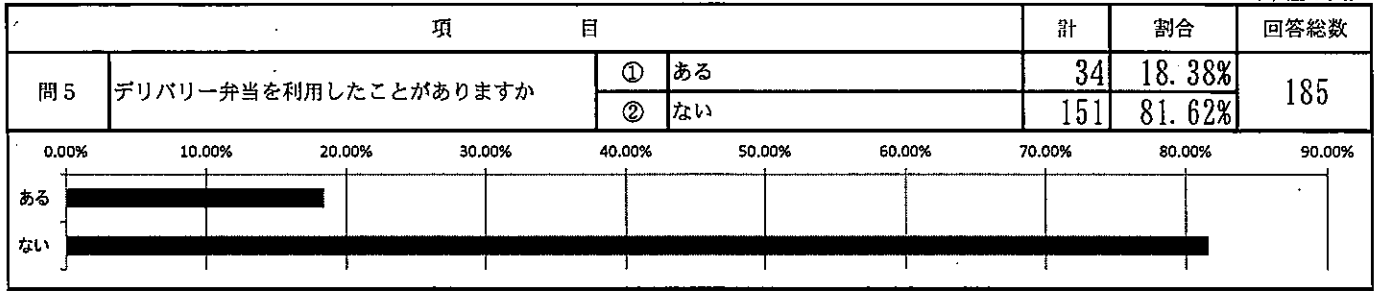 項 目 計 割合 回答総数
問５ デリバリー弁当を利用したことがありますか ① ある 34 18.38% 185
② ない 151 81.62%
0.00% 10.00% 20.00% 30.00% 40.00% 50.00% 60.00% 70.00% 80.00% 90.00%
ある
ない